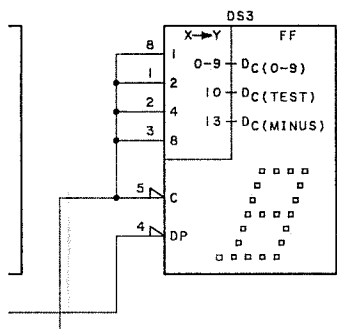 DS3
X→Y FF
8 1
1 2
2 4
3 8
0-9 DC(0-9)
10 DC(TEST)
13 DC(MINUS)
5 C
4 DP